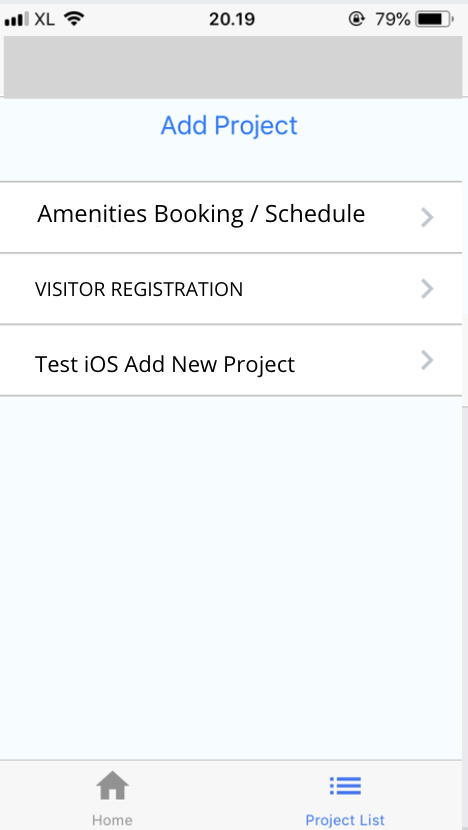 XL 20.19 79%
Add Project
Amenities Booking / Schedule
VISITOR REGISTRATION
Test iOS Add New Project
Home Project List